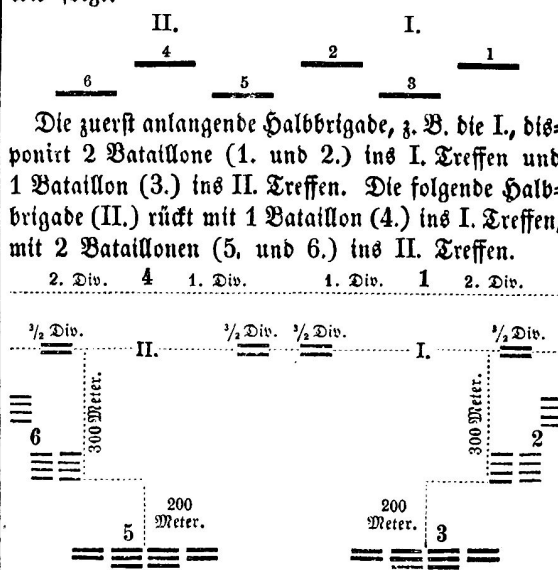 II. I.
4 2 1
6 5 3
Die zuerst anlangende Halbbrigade, z. B. die I., dis=
ponirt 2 Bataillone (1. und 2.) ins I. Treffen und
1 Bataillon (3.) ins II. Treffen. Die folgende Halb=
brigade (II.) rückt mit 1 Bataillon (4.) ins I. Treffen,
mit 2 Bataillonen (5. und 6.) ins II. Treffen.
2. Div. 4 1. Div. 1. Div. 1 2. Div.
3/2 Div. 3/2 Div. 3/2 Div. 3/2 Div.
II. I.
300 Meter. 300 Meter.
6 2
200 Meter. 200 Meter.
5 3